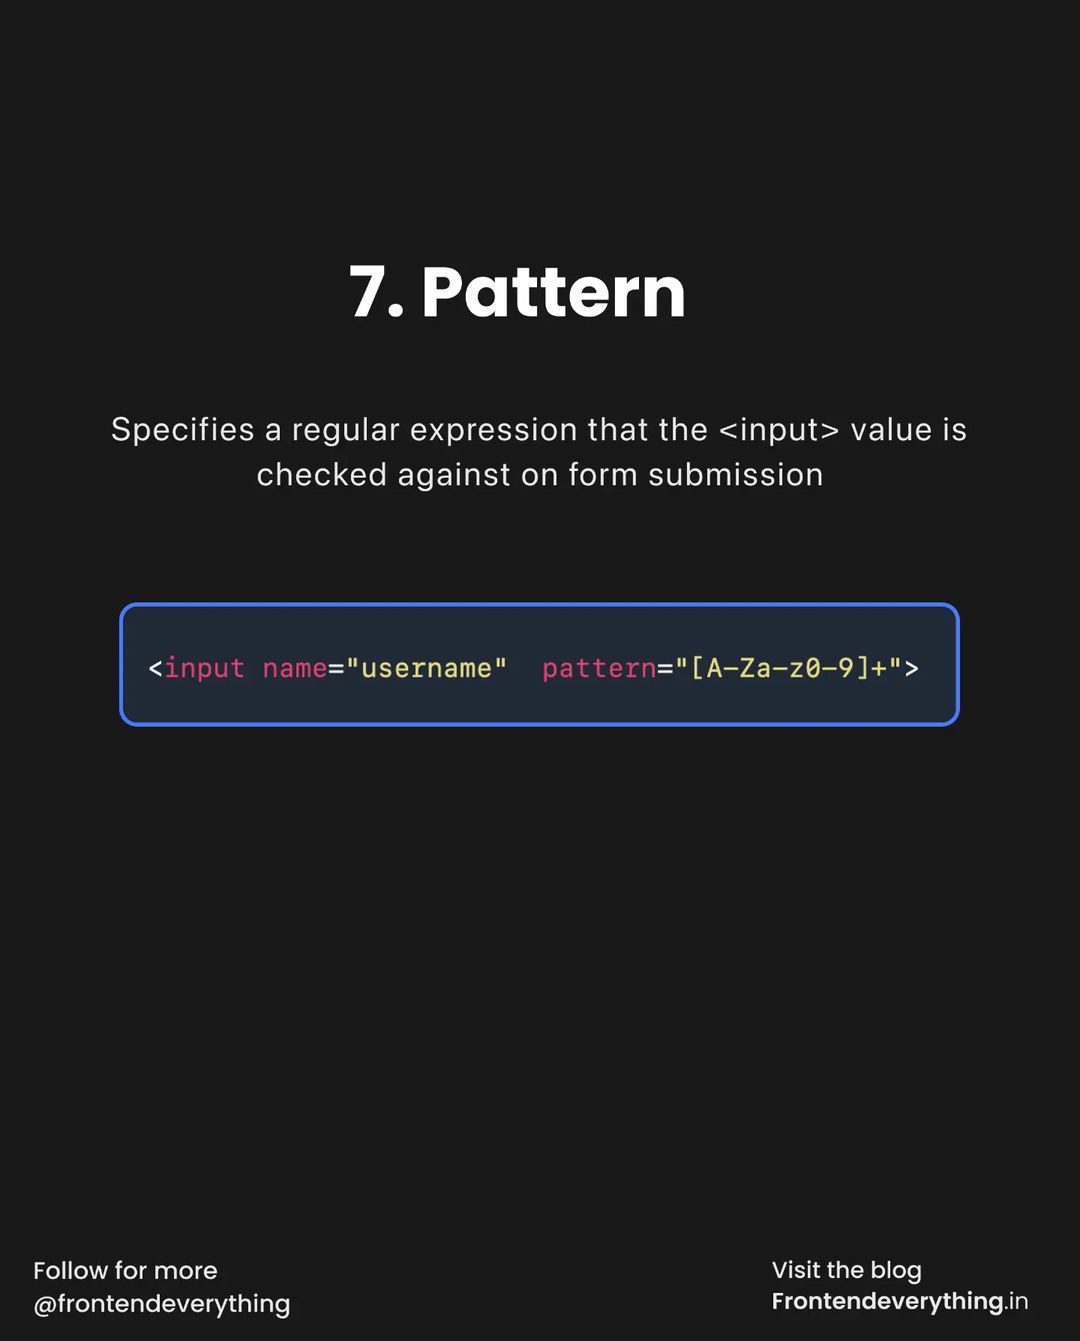 7. Pattern
Specifies a regular expression that the <input> value is
checked against on form submission
<input name="username"  pattern="[A-Za-z0-9]+">
Follow for more
@frontendeverything
Visit the blog
Frontendeverything.in